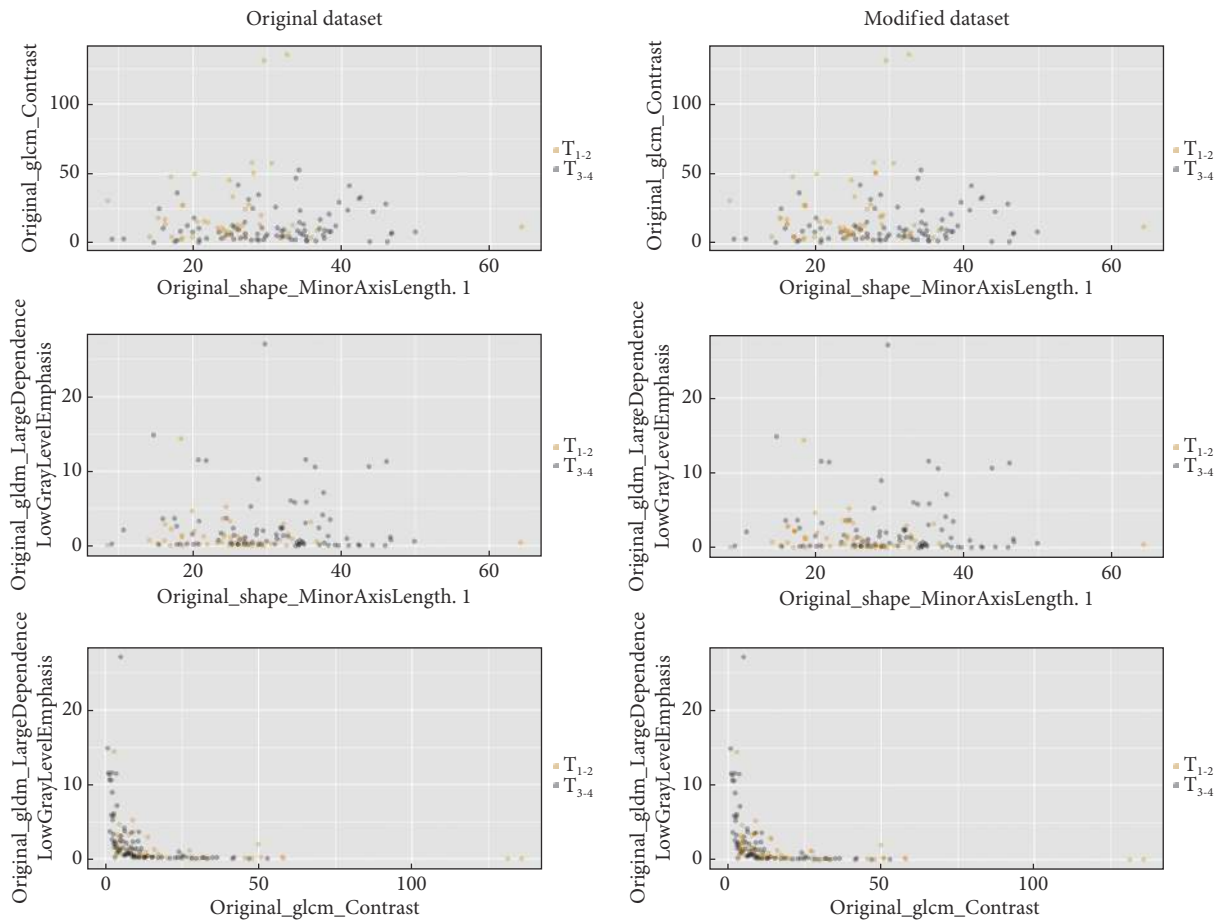 Original dataset
Modified dataset
Original_glcm_Contrast
100
50
0
20
40
60
Original_shape_MinorAxisLength. 1
T1-2
T3-4
Original_glcm_Contrast
100
50
0
20
40
60
Original_shape_MinorAxisLength. 1
T1-2
T3-4
Original_gldm_LargeDependence
LowGrayLevelEmphasis
20
10
0
20
40
60
Original_shape_MinorAxisLength. 1
T1-2
T3-4
Original_gldm_LargeDependence
LowGrayLevelEmphasis
20
10
0
20
40
60
Original_shape_MinorAxisLength. 1
T1-2
T3-4
Original_gldm_LargeDependence
LowGrayLevelEmphasis
20
10
0
0
50
100
Original_glcm_Contrast
T1-2
T3-4
Original_gldm_LargeDependence
LowGrayLevelEmphasis
20
10
0
0
50
100
Original_glcm_Contrast
T1-2
T3-4